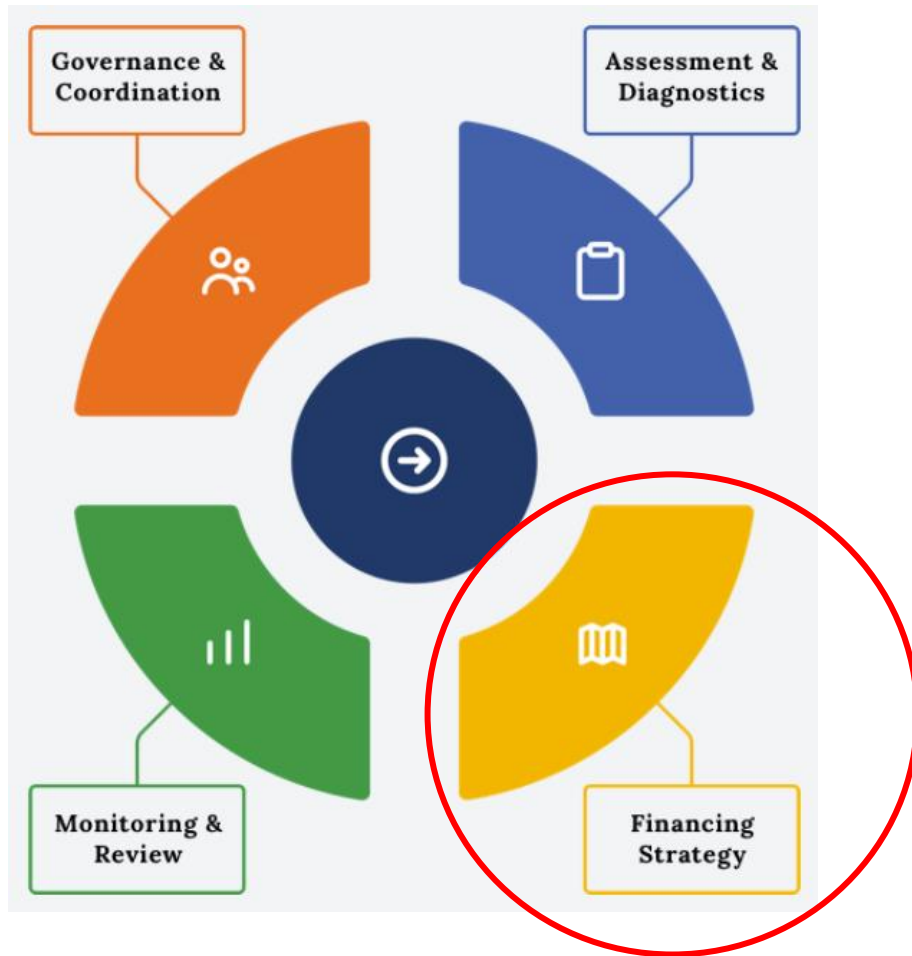 Governance &
Coordination
Assessment &
Diagnostics
Monitoring &
Review
Financing
Strategy